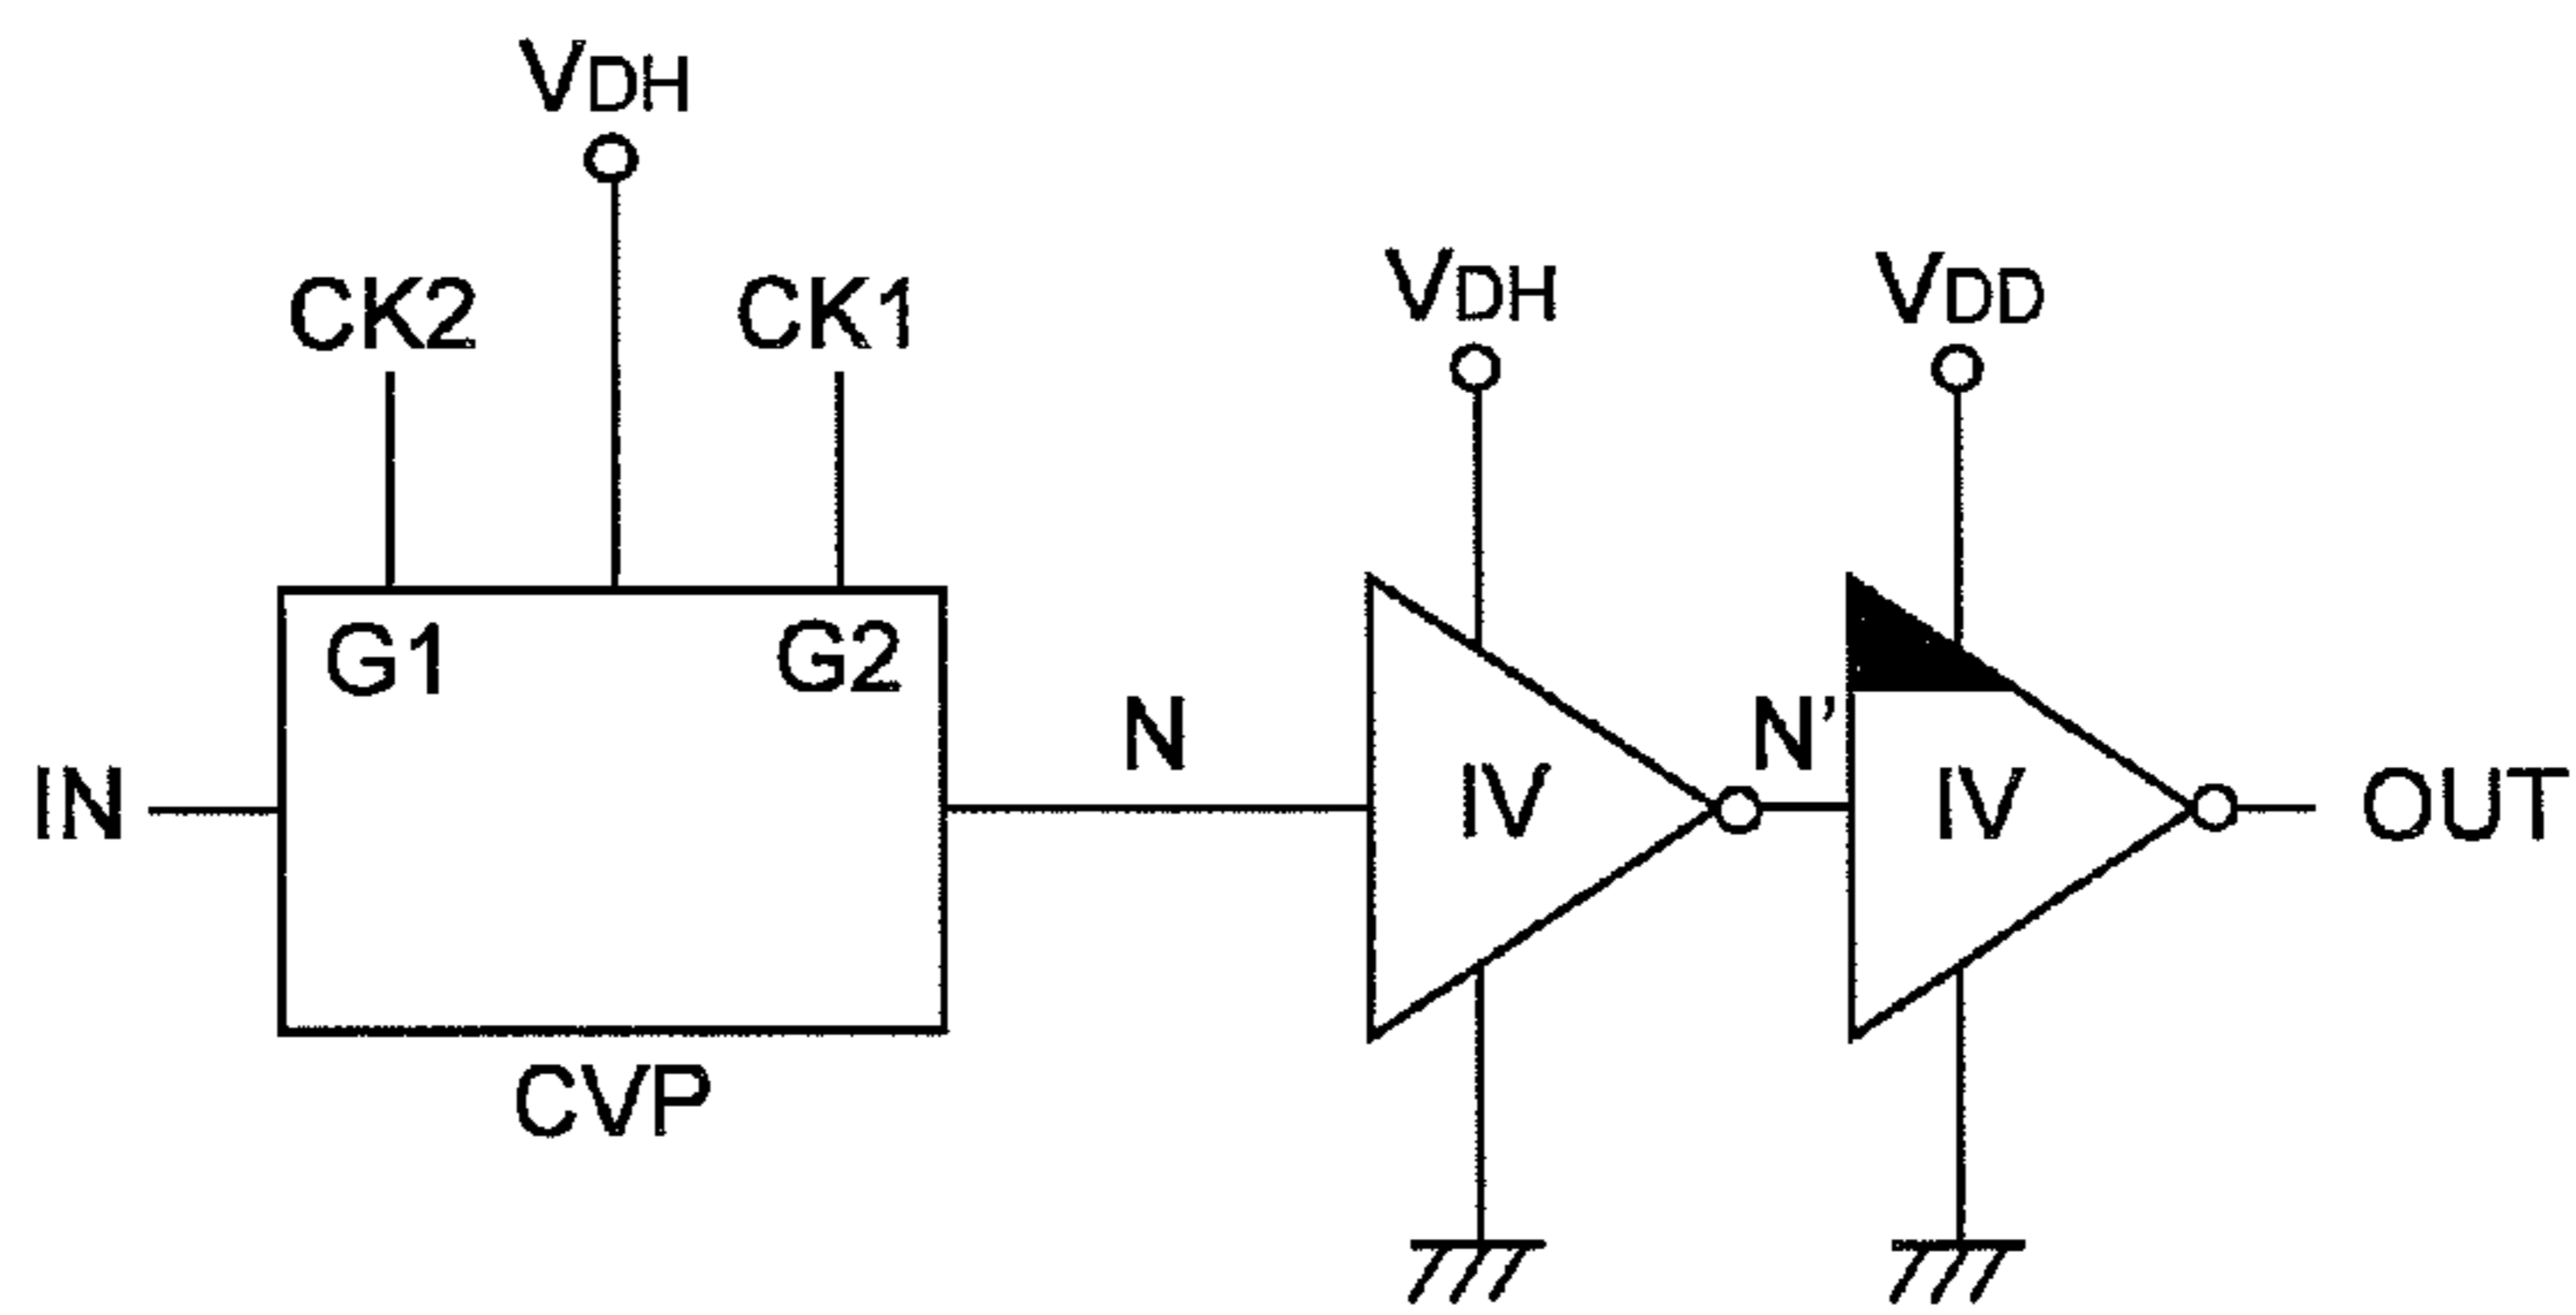 VDH
CK2 CK1
VDH VDD
G1 G2
N N'
IN IV IV OUT
CVP